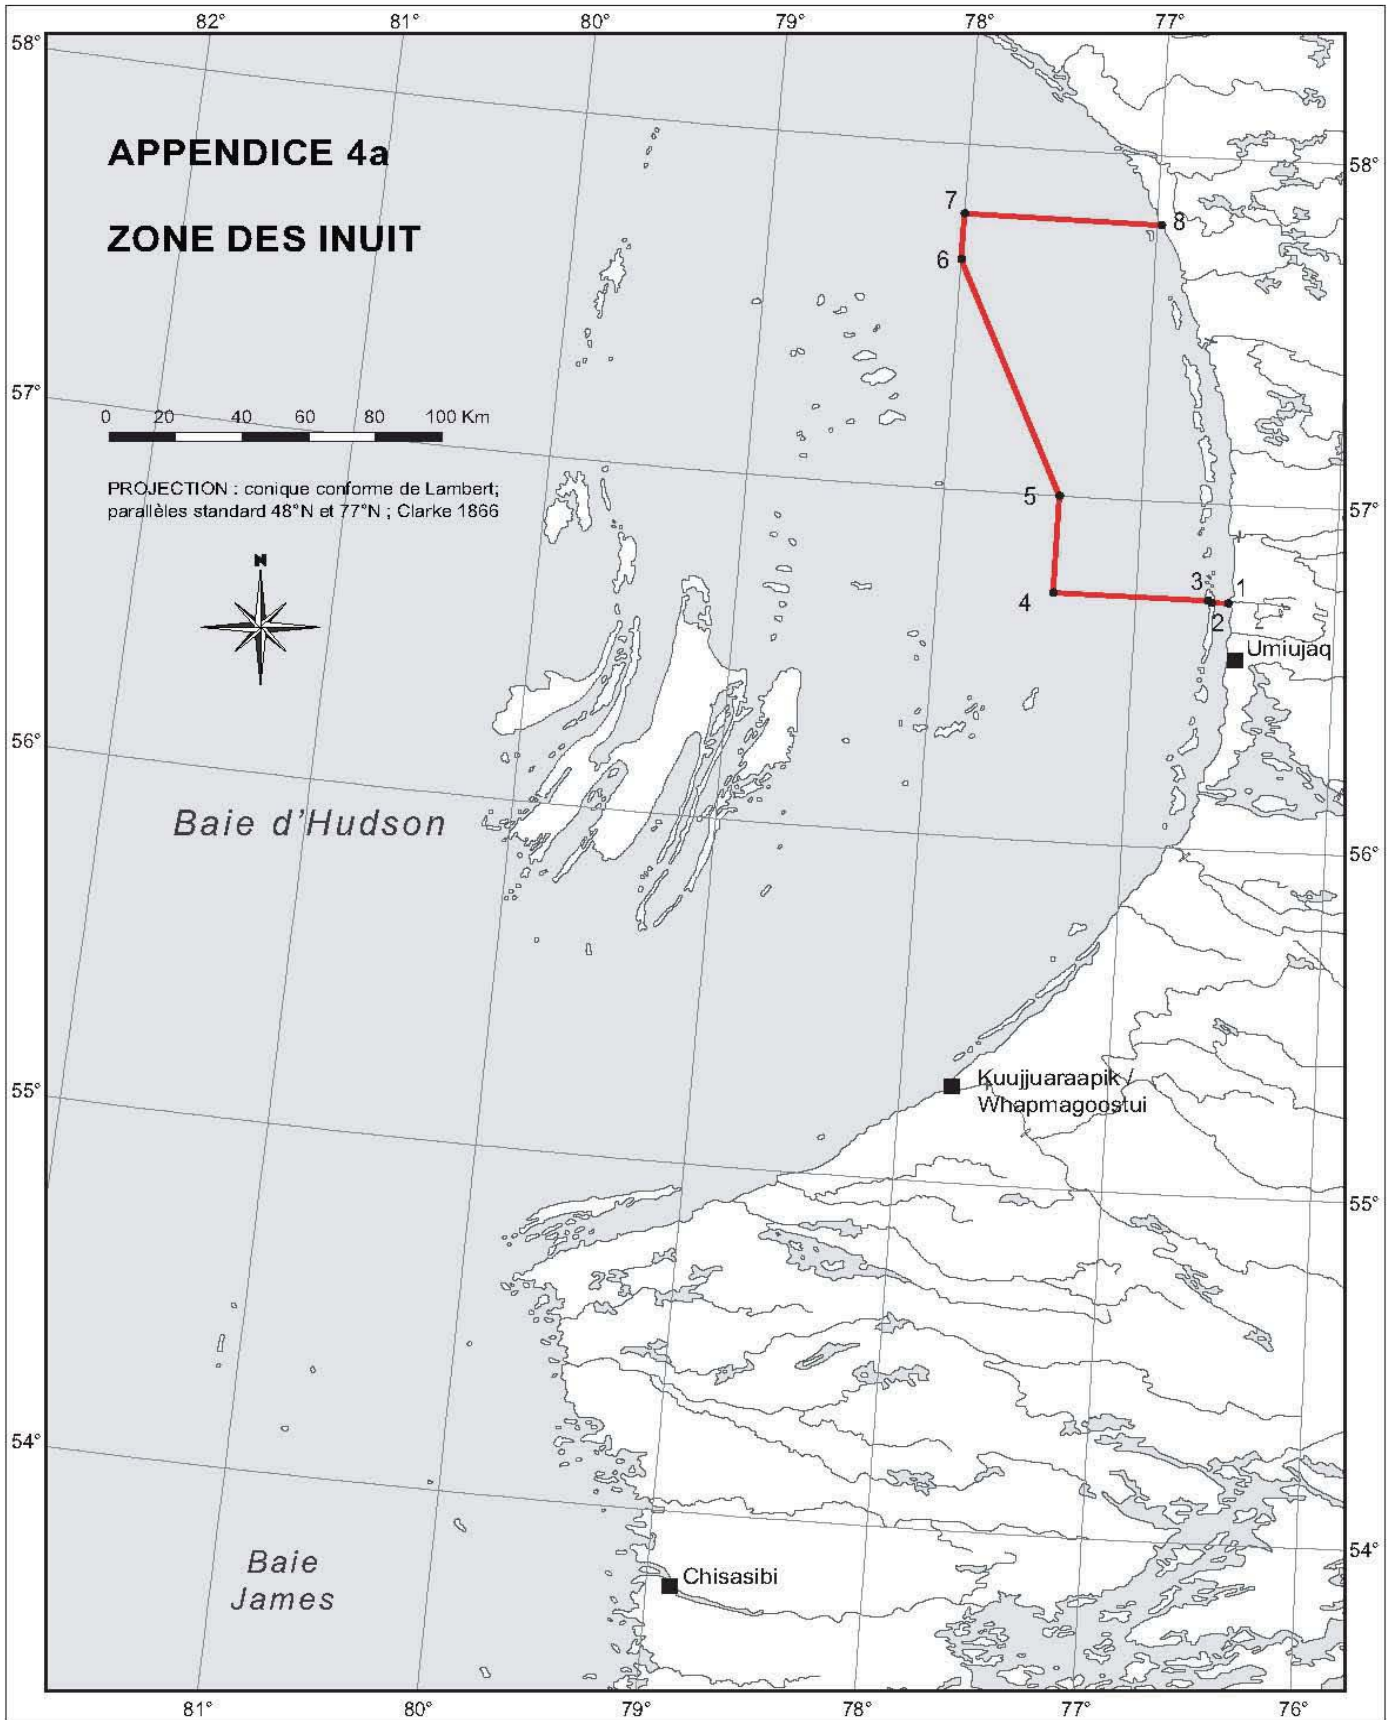 82° 81° 80° 79° 78° 77°
58°
APPENDICE 4a
58°
ZONE DES INUIT
7
8
6
57°
0 20 40 60 80 100 Km
PROJECTION : conique conforme de Lambert;
parallèles standard 48°N et 77°N ; Clarke 1866
5
57°
N
3 1
4
2
Umiujaq
56°
Baie d'Hudson
56°
55°
Kuujjuaraapik /
Whapmagoostui
55°
54°
54°
Baie
James
Chisasibi
81° 80° 79° 78° 77° 76°